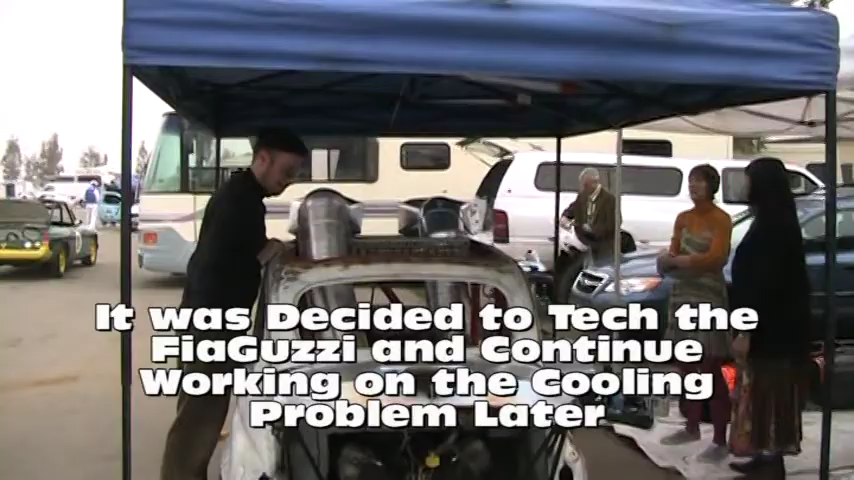 It was Decided to Tech the
FiaGuzzi and Continue
Working on the Cooling
Problem Later